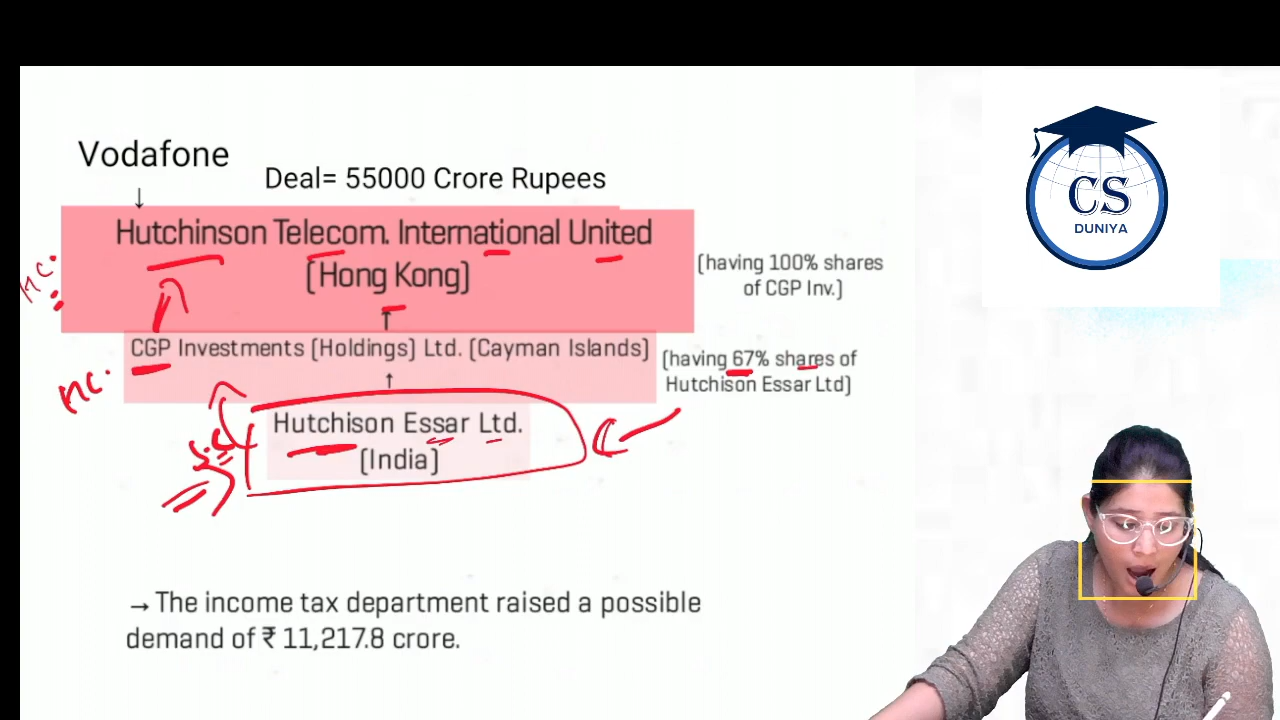 Vodafone
Deal= 55000 Crore Rupees
↓
Hutchinson Telecom. International United
(Hong Kong)
(having 100% shares
of CGP Inv.)
H C.
↑
CGP Investments (Holdings) Ltd. (Cayman Islands)
(having 67% shares of
Hutchison Essar Ltd)
HC.
↑
Hutchison Essar Ltd.
(India)
S.C
→ The income tax department raised a possible
demand of ₹ 11,217.8 crore.
CS
DUNIYA